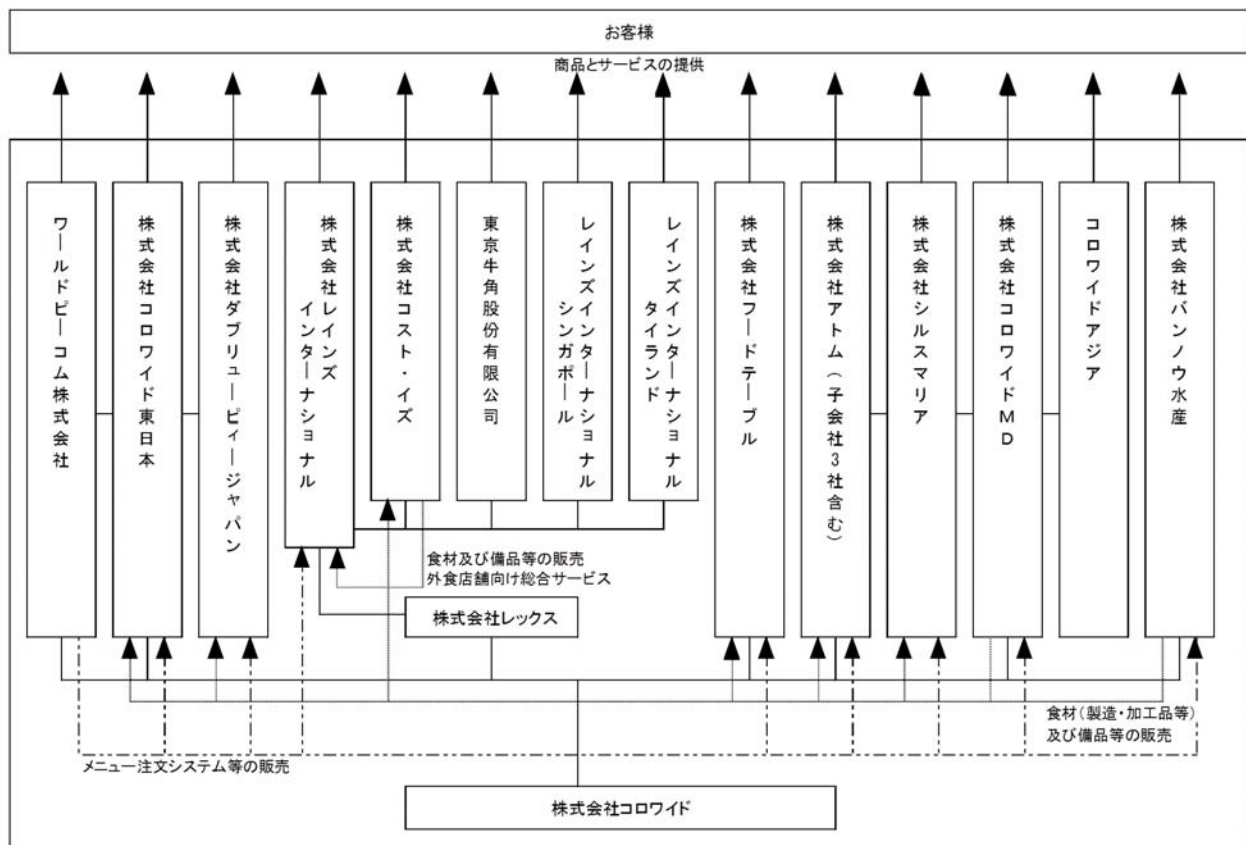 お客様
商品とサービスの提供
ワールドピーコム株式会社
株式会社コロワイド東日本
株式会社ダブリューピィージャパン
株式会社レインズ
インターナショナル
株式会社コスト・イズ
東京牛角股份有限公司
レインズインターナショナル
シンガポール
レインズインターナショナル
タイランド
株式会社フードテーブル
株式会社アトム(子会社3社含む)
株式会社シルスマリア
株式会社コロワイドMD
コロワイドアジア
株式会社バンノウ水産
食材及び備品等の販売
外食店舗向け総合サービス
株式会社レックス
食材(製造・加工品等)
及び備品等の販売
メニュー注文システム等の販売
株式会社コロワイド